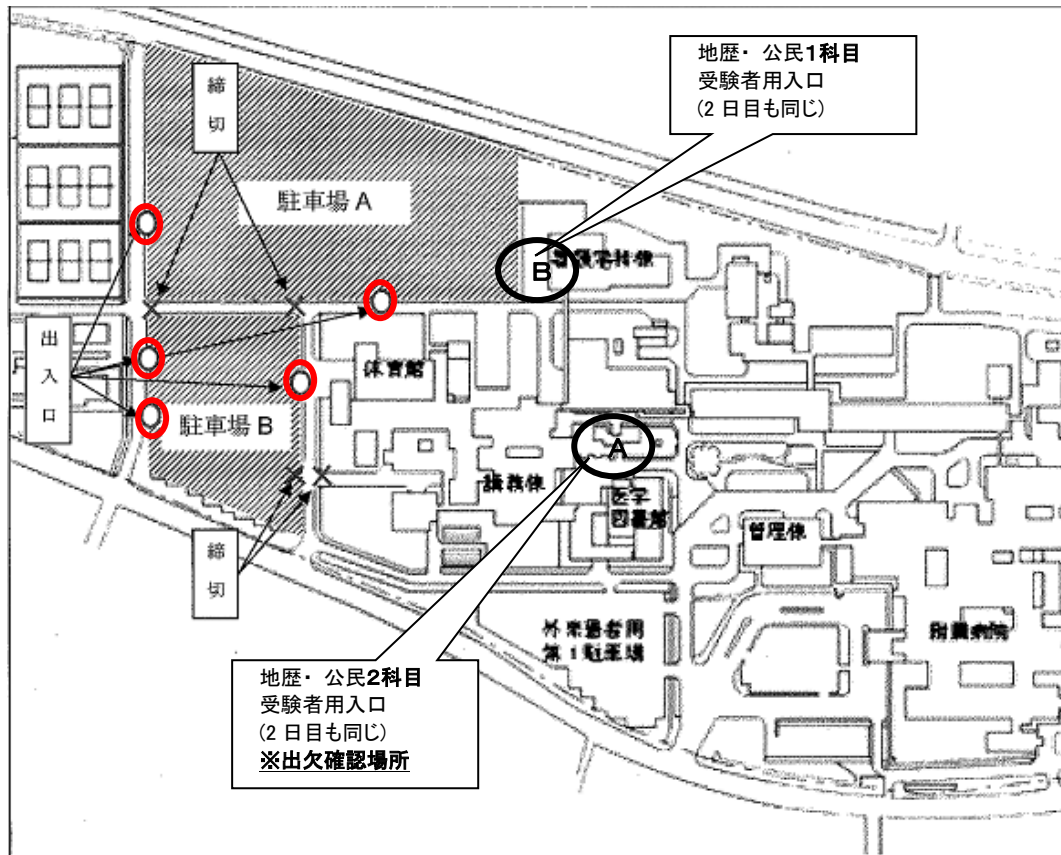 地歴・ 公民1科目
受験者用入口
(2 日目も同じ)
締
切
駐車場 A
B
出
入
口
体育館
駐車場 B
A
講義棟
医学
図書館
管理棟
締
切
外来患者用
第1駐車場
附属病院
地歴・ 公民2科目
受験者用入口
(2 日目も同じ)
※出欠確認場所